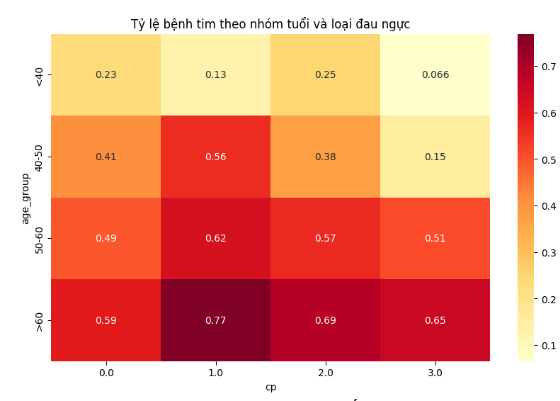 Tỷ lệ bệnh tim theo nhóm tuổi và loại đau ngực
<40 0.23 0.13 0.25 0.066
40-50 0.41 0.56 0.38 0.15
50-60 0.49 0.62 0.57 0.51
>60 0.59 0.77 0.69 0.65
age_group
0.0 1.0 2.0 3.0
cp
0.7
0.6
0.5
0.4
0.3
0.2
0.1